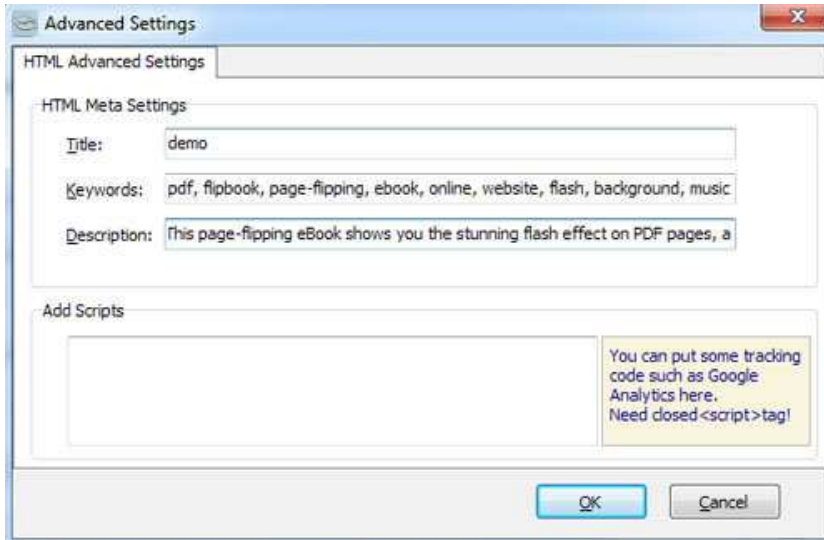 Advanced Settings
HTML Advanced Settings
HTML Meta Settings
Title: demo
Keywords: pdf, flipbook, page-flipping, ebook, online, website, flash, background, music
Description: This page-flipping eBook shows you the stunning flash effect on PDF pages, a
Add Scripts
You can put some tracking
code such as Google
Analytics here.
Need closed<script>tag!
OK Cancel